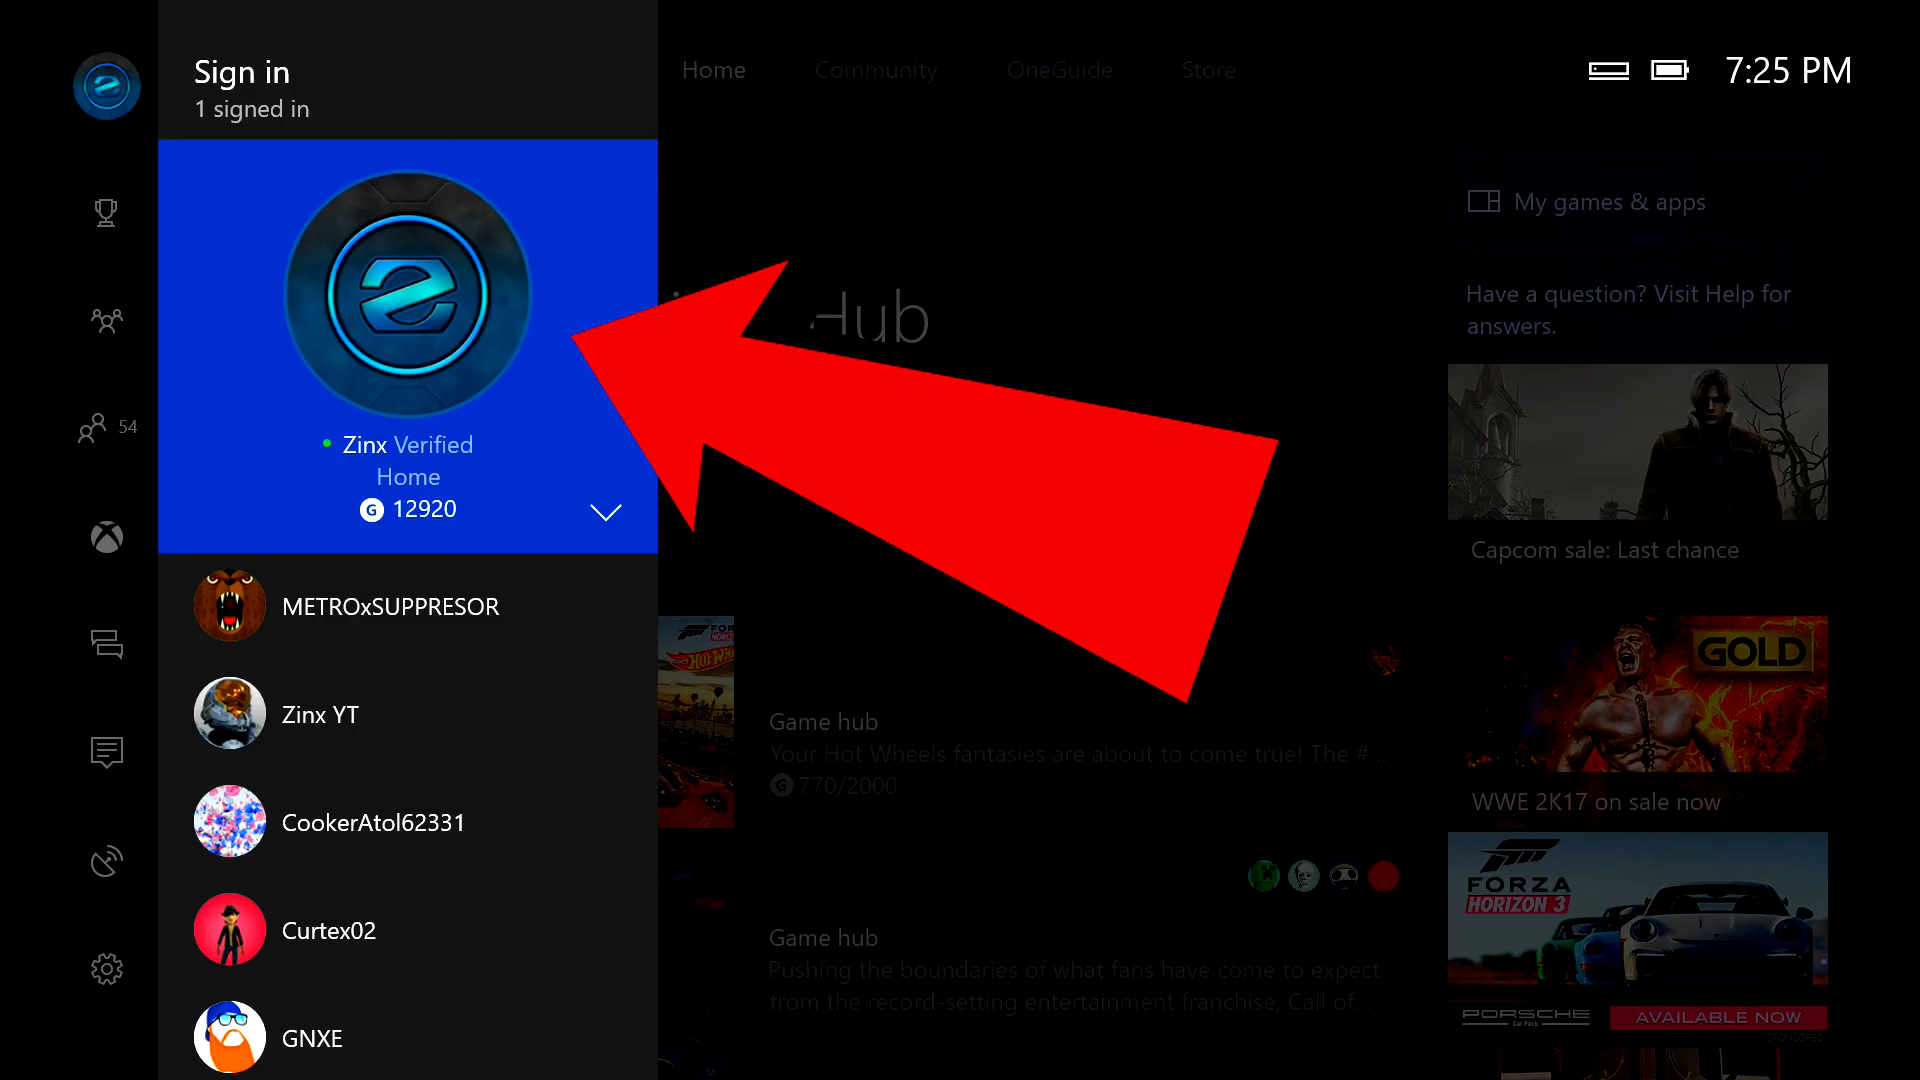 Sign in
1 signed in
Home
Community
OneGuide
Store
7:25 PM
54
Zinx Verified
Home
G 12920
METROxSUPPRESOR
Zinx YT
CookerAtol62331
Curtex02
GNXE
Hub
Game hub
Your Hot Wheels fantasies are about to come true! The #...
G 770/2000
Game hub
Pushing the boundaries of what fans have come to expect
from the record-setting entertainment franchise, Call of...
My games & apps
Have a question? Visit Help for
answers.
Capcom sale: Last chance
GOLD
WWE 2K17 on sale now
FORZA
HORIZON 3
PORSCHE
Car Pack
AVAILABLE NOW
SPONSORED